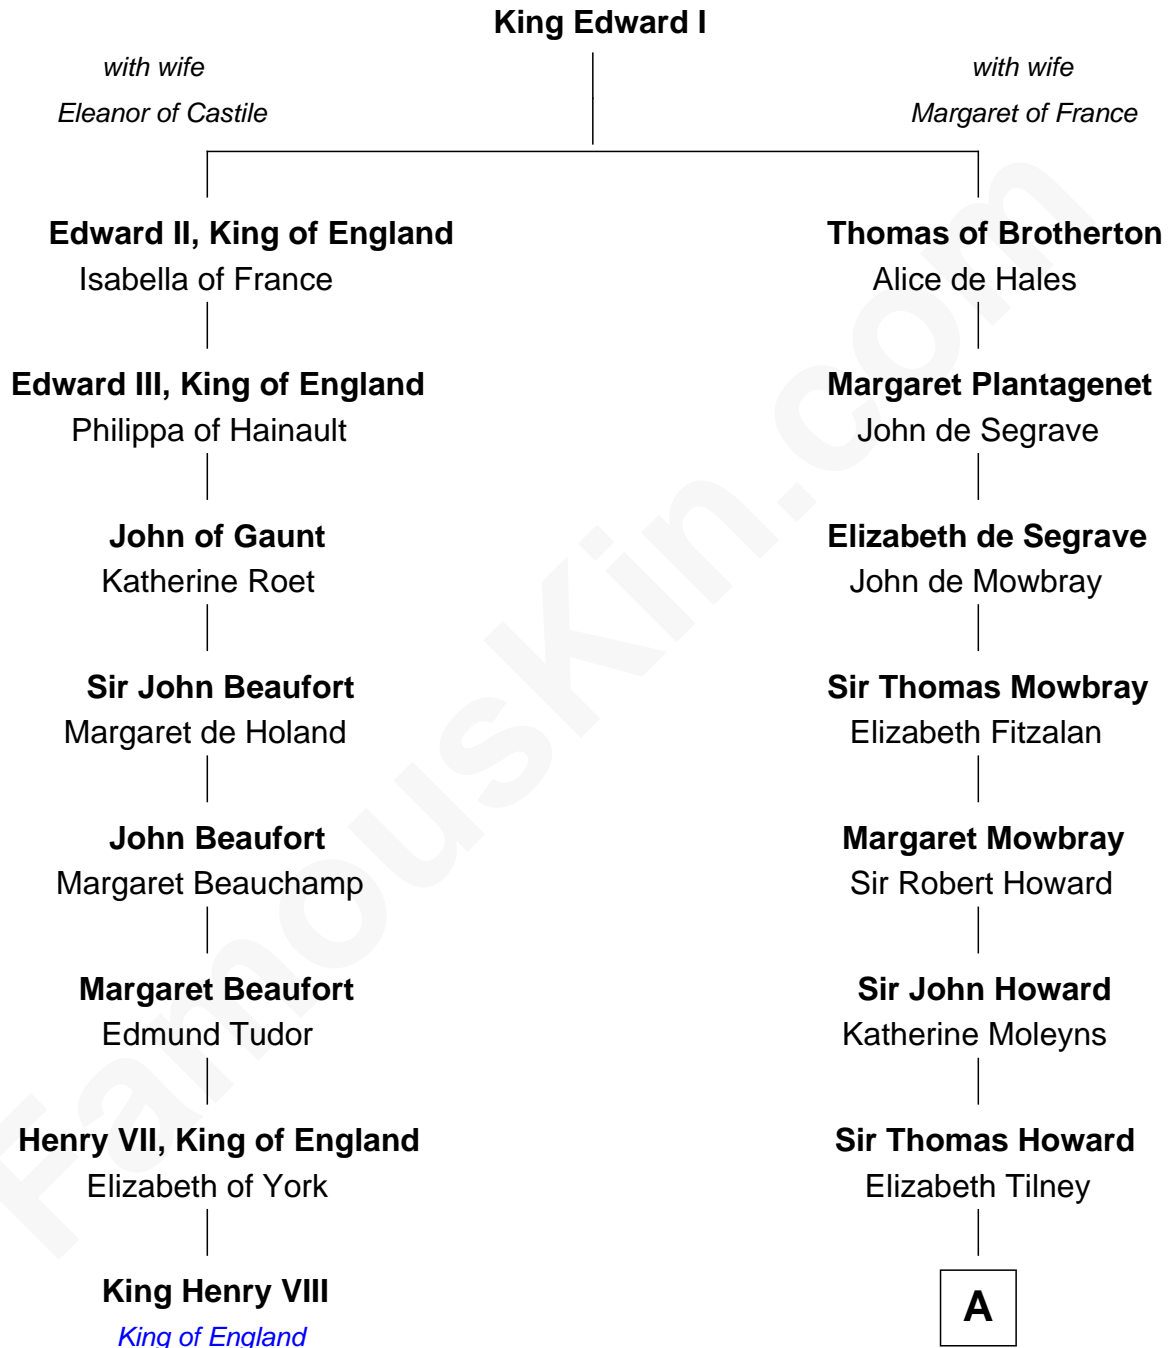 King Edward I
with wife
Eleanor of Castile
with wife
Margaret of France
Edward II, King of England
Isabella of France
Thomas of Brotherton
Alice de Hales
Edward III, King of England
Philippa of Hainault
Margaret Plantagenet
John de Segrave
John of Gaunt
Katherine Roet
Elizabeth de Segrave
John de Mowbray
Sir John Beaufort
Margaret de Holand
Sir Thomas Mowbray
Elizabeth Fitzalan
John Beaufort
Margaret Beauchamp
Margaret Mowbray
Sir Robert Howard
Margaret Beaufort
Edmund Tudor
Sir John Howard
Katherine Moleyns
Henry VII, King of England
Elizabeth of York
Sir Thomas Howard
Elizabeth Tilney
King Henry VIII
King of England
A
FamousKin.com